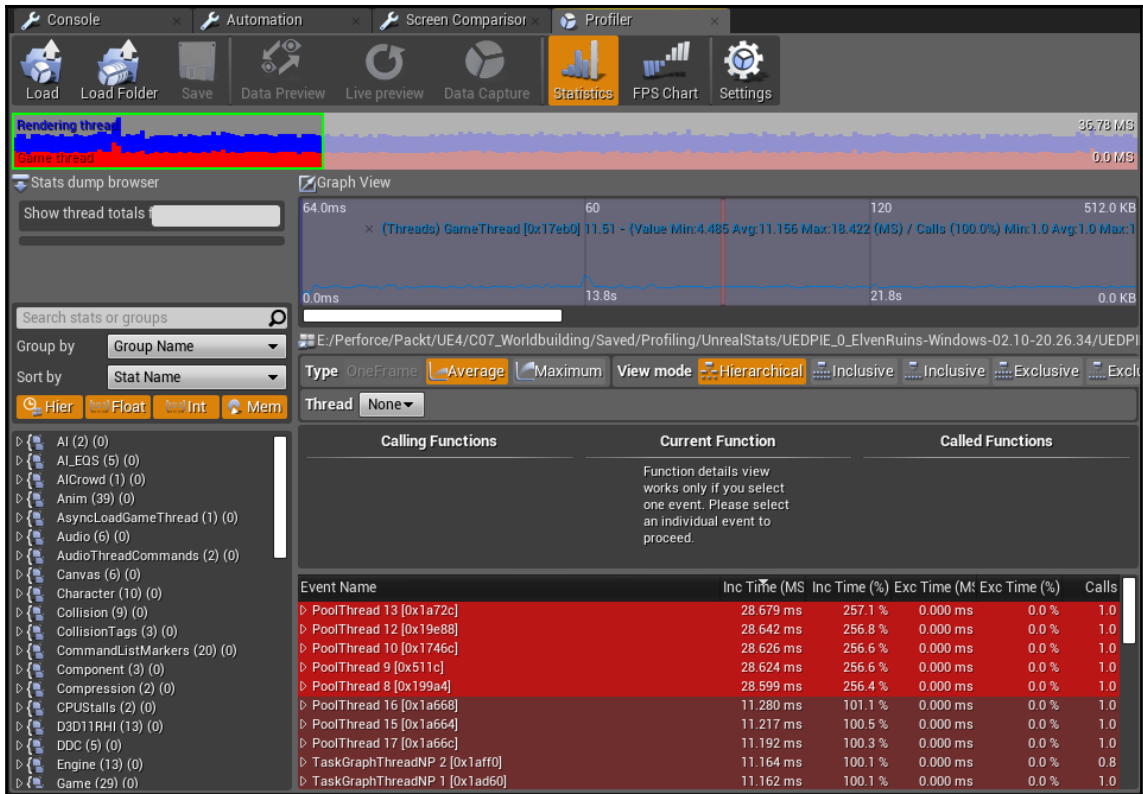 Console
Automation
Screen Comparisor
Profiler
Load
Load Folder
Save
Data Preview
Live preview
Data Capture
Statistics
FPS Chart
Settings
Rendering thread
36.78 MS
Game thread
0.0 MS
Stats dump browser
Show thread totals f
Search stats or groups
Group by Group Name
Sort by Stat Name
Hier Float Int Mem
AI (2) (0)
AI_EQS (5) (0)
AICrowd (1) (0)
Anim (39) (0)
AsyncLoadGameThread (1) (0)
Audio (6) (0)
AudioThreadCommands (2) (0)
Canvas (6) (0)
Character (10) (0)
Collision (9) (0)
CollisionTags (3) (0)
CommandListMarkers (20) (0)
Component (3) (0)
Compression (2) (0)
CPUStalls (2) (0)
D3D11RHI (13) (0)
DDC (5) (0)
Engine (13) (0)
Game (29) (0)
Graph View
64.0ms 60 120 512.0 KB
(Threads) GameThread [0x17eb0] 11.51 - {Value Min:4.485 Avg:11.156 Max:18.422 (MS) / Calls (100.0%) Min:1.0 Avg:1.0 Max:1
0.0ms 13.8s 21.8s 0.0 KB
E:/Perforce/Packt/UE4/C07_Worldbuilding/Saved/Profiling/UnrealStats/UEDPIE_0_ElvenRuins-Windows-02.10-20.26.34/UEDPI
Type OneFrame Average Maximum View mode Hierarchical Inclusive Inclusive Exclusive Exclu
Thread None
Calling Functions
Current Function
Called Functions
Function details view
works only if you select
one event. Please select
an individual event to
proceed.
Event Name Inc Time (MS Inc Time (%) Exc Time (MS Exc Time (%) Calls
PoolThread 13 [0x1a72c] 28.679 ms 257.1 % 0.000 ms 0.0 % 1.0
PoolThread 12 [0x19e88] 28.642 ms 256.8 % 0.000 ms 0.0 % 1.0
PoolThread 10 [0x1746c] 28.626 ms 256.6 % 0.000 ms 0.0 % 1.0
PoolThread 9 [0x511c] 28.624 ms 256.6 % 0.000 ms 0.0 % 1.0
PoolThread 8 [0x199a4] 28.599 ms 256.4 % 0.000 ms 0.0 % 1.0
PoolThread 16 [0x1a668] 11.280 ms 101.1 % 0.000 ms 0.0 % 1.0
PoolThread 15 [0x1a664] 11.217 ms 100.5 % 0.000 ms 0.0 % 1.0
PoolThread 17 [0x1a66c] 11.192 ms 100.3 % 0.000 ms 0.0 % 1.0
TaskGraphThreadNP 2 [0x1aff0] 11.164 ms 100.1 % 0.000 ms 0.0 % 0.8
TaskGraphThreadNP 1 [0x1ad60] 11.162 ms 100.1 % 0.000 ms 0.0 % 1.0